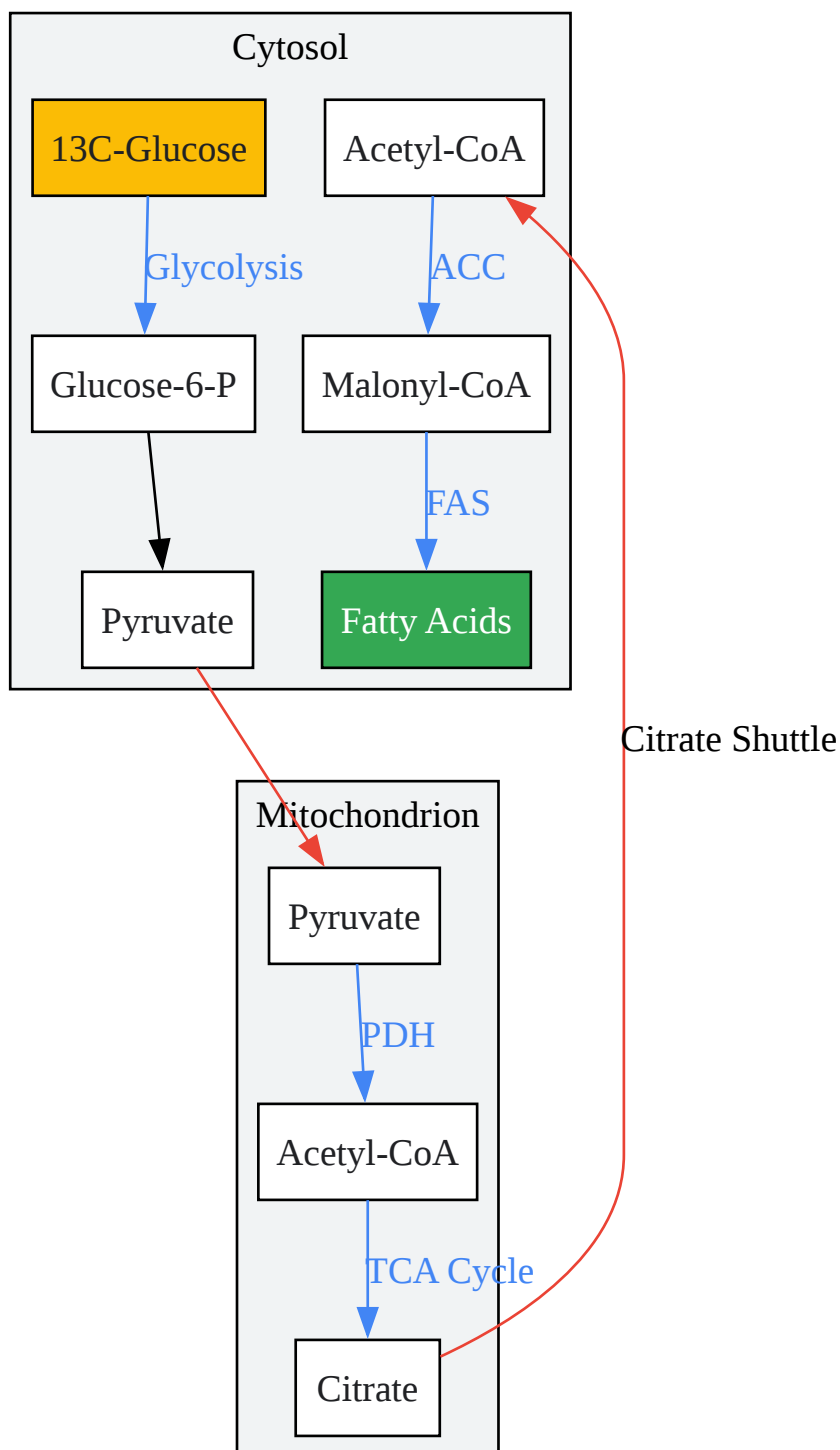 Cytosol
13C-Glucose
Acetyl-CoA
Glycolysis
ACC
Glucose-6-P
Malonyl-CoA
FAS
Pyruvate
Fatty Acids
Citrate Shuttle
Mitochondrion
Pyruvate
PDH
Acetyl-CoA
TCA Cycle
Citrate